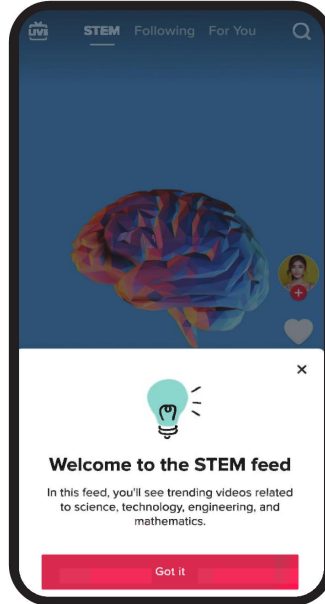 LIVE
STEM Following For You
Welcome to the STEM feed
In this feed, you'll see trending videos related
to science, technology, engineering, and
mathematics.
Got it